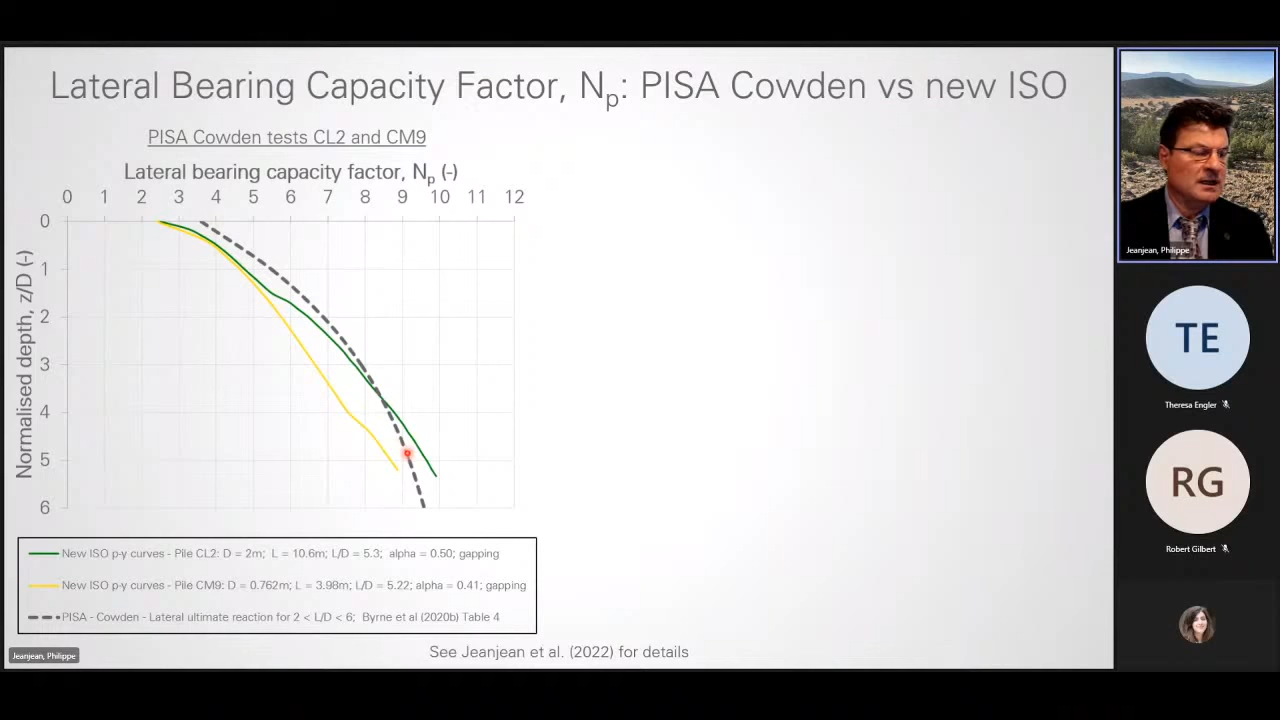 Lateral Bearing Capacity Factor, Np: PISA Cowden vs new ISO
PISA Cowden tests CL2 and CM9
Lateral bearing capacity factor, Np (-)
0 1 2 3 4 5 6 7 8 9 10 11 12
Normalised depth, z/D (-)
0
1
2
3
4
5
6
New ISO p-y curves - Pile CL2: D = 2m; L = 10.6m; L/D = 5.3; alpha = 0.50; gapping
New ISO p-y curves - Pile CM9: D = 0.762m; L = 3.98m; L/D = 5.22; alpha = 0.41; gapping
PISA - Cowden - Lateral ultimate reaction for 2 < L/D < 6; Byrne et al (2020b) Table 4
See Jeanjean et al. (2022) for details
Jeanjean, Philippe
Jeanjean, Philippe
TE
Theresa Engler
RG
Robert Gilbert